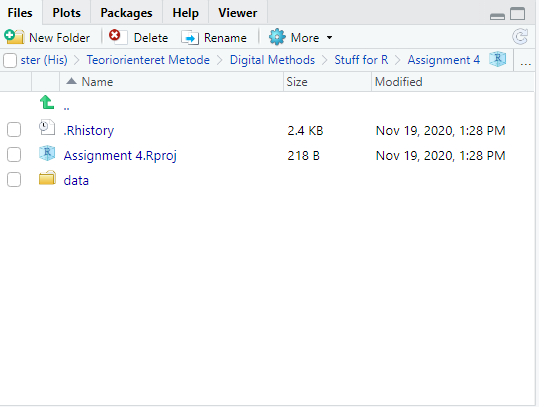 Files Plots Packages Help Viewer
New Folder Delete Rename More
ster (His) Teoriorienteret Metode Digital Methods Stuff for R Assignment 4 R ...
Name Size Modified
..
.Rhistory 2.4 KB Nov 19, 2020, 1:28 PM
R Assignment 4.Rproj 218 B Nov 19, 2020, 1:28 PM
data